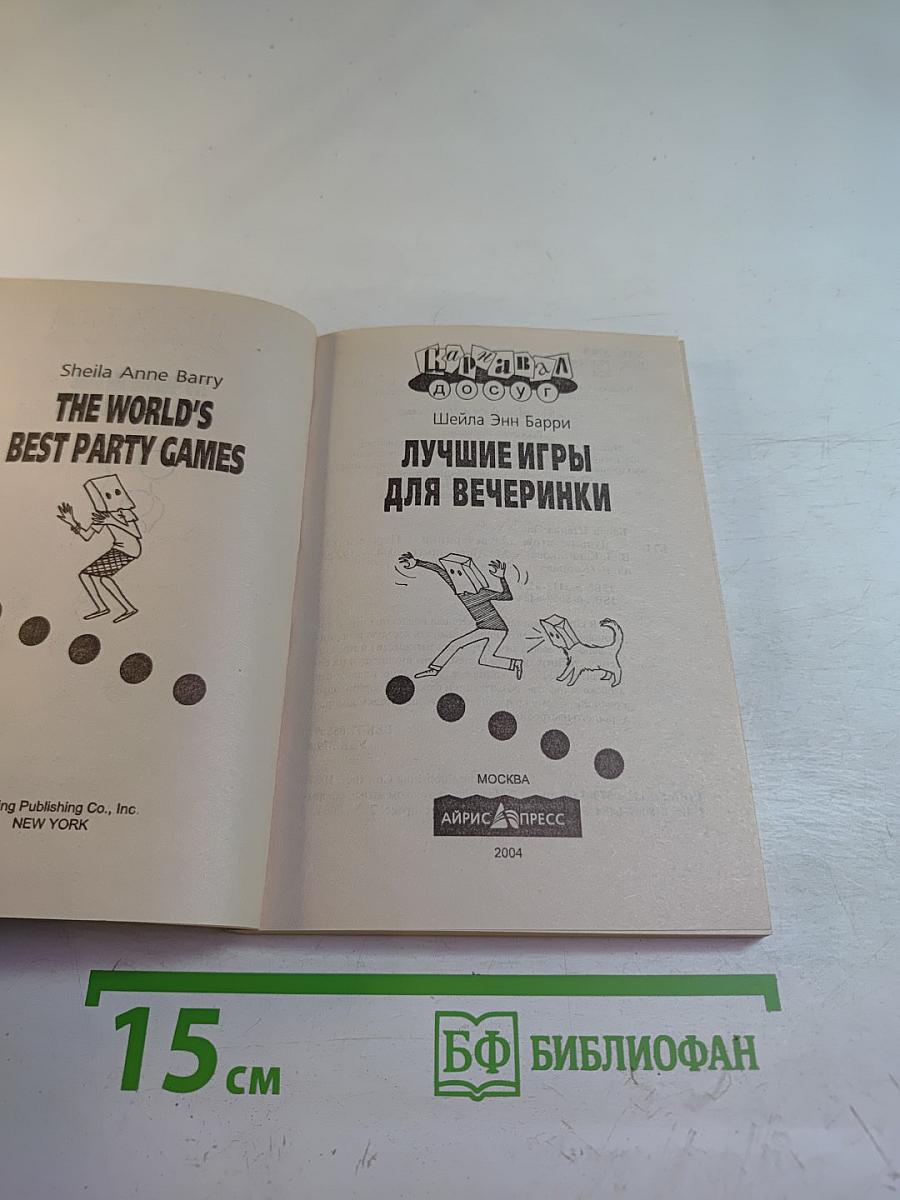 Sheila Anne Barry
THE WORLD'S
BEST PARTY GAMES
Publishing Co., Inc.
NEW YORK
Карнавал
ДОСУГ
Шейла Энн Барри
ЛУЧШИЕ ИГРЫ
ДЛЯ ВЕЧЕРИНКИ
МОСКВА
АЙРИС ПРЕСС
2004
15 см
БФ БИБЛИОФАН